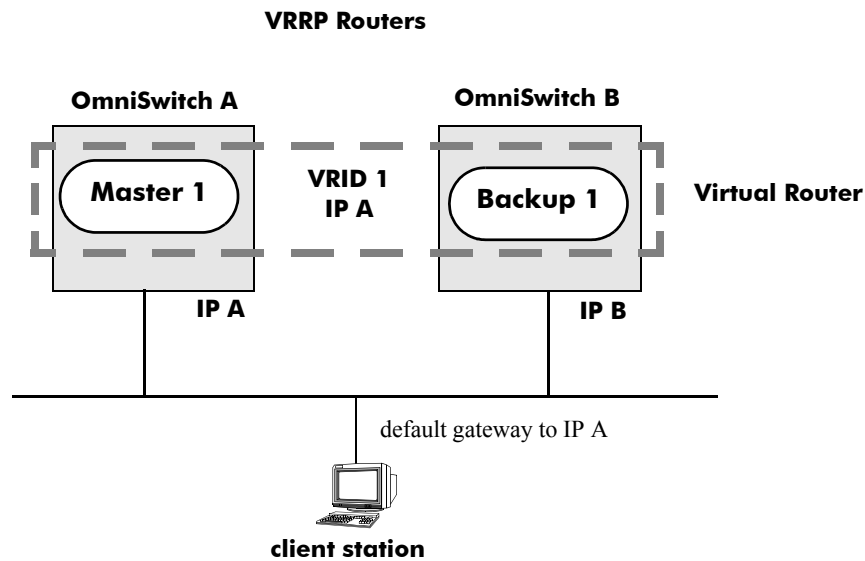 VRRP Routers
OmniSwitch A
OmniSwitch B
Master 1
VRID 1
IP A
Backup 1
Virtual Router
IP A
IP B
default gateway to IP A
client station